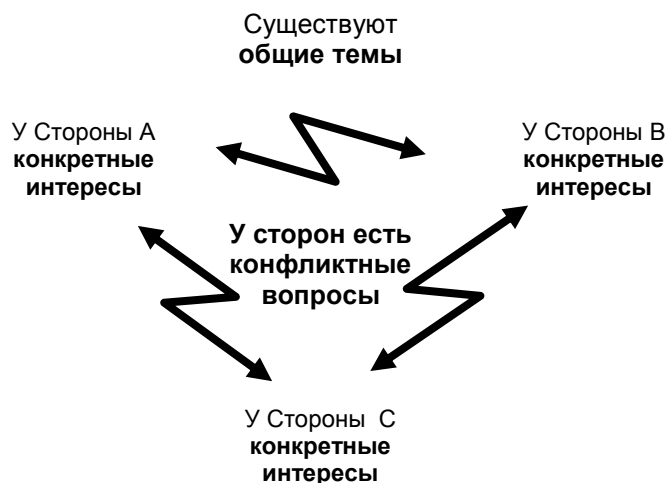 Существуют
общие темы
У Стороны А
конкретные
интересы
У Стороны В
конкретные
интересы
У сторон есть
конфликтные
вопросы
У Стороны  С
конкретные
интересы